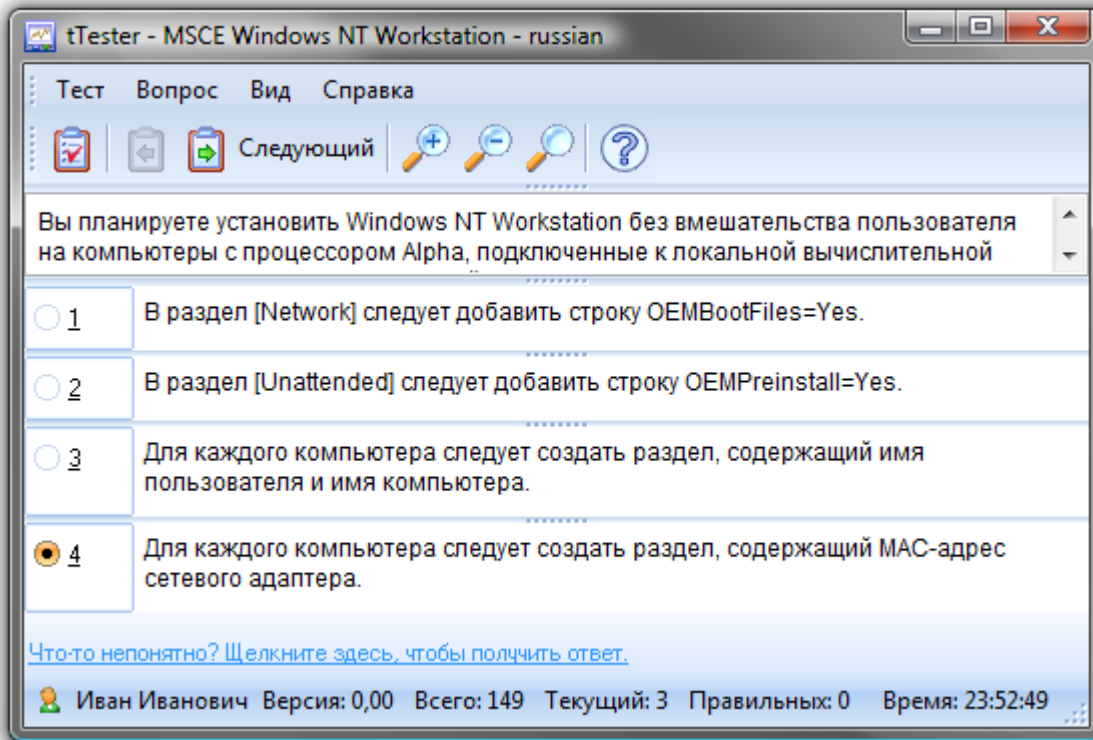 tTester - MSCE Windows NT Workstation - russian
Тест Вопрос Вид Справка
Следующий
Вы планируете установить Windows NT Workstation без вмешательства пользователя
на компьютеры с процессором Alpha, подключенные к локальной вычислительной
1 В раздел [Network] следует добавить строку OEMBootFiles=Yes.
2 В раздел [Unattended] следует добавить строку OEMPreinstall=Yes.
3 Для каждого компьютера следует создать раздел, содержащий имя
пользователя и имя компьютера.
4 Для каждого компьютера следует создать раздел, содержащий MAC-адрес
сетевого адаптера.
Что-то непонятно? Щелкните здесь, чтобы получить ответ.
Иван Иванович Версия: 0,00 Всего: 149 Текущий: 3 Правильных: 0 Время: 23:52:49